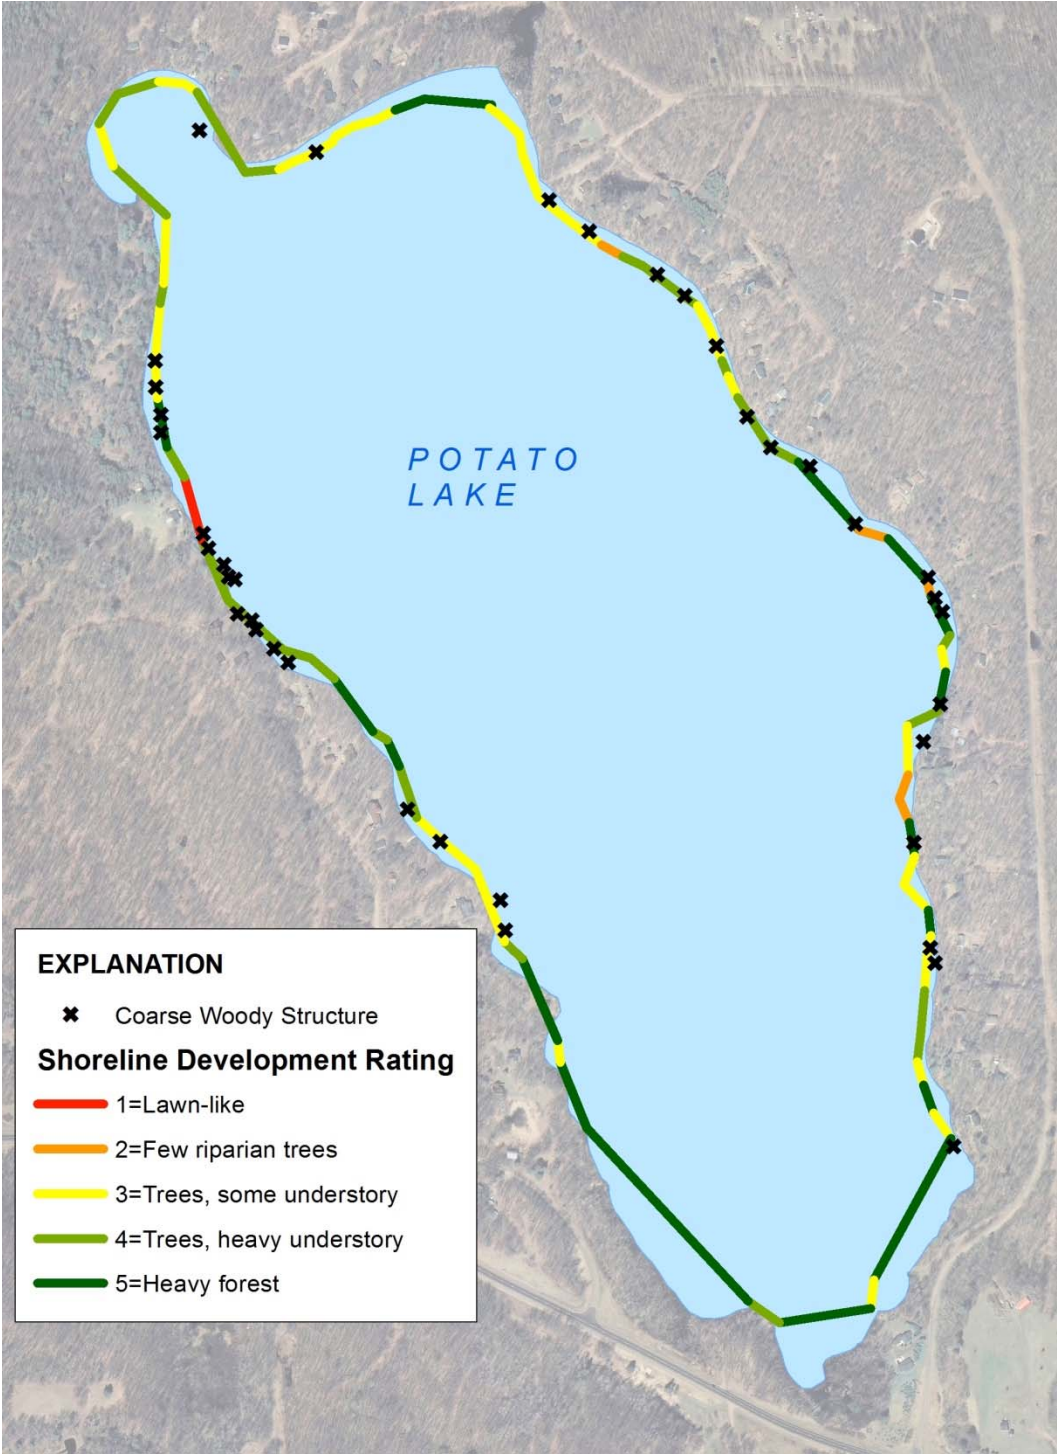 POTATO
LAKE
EXPLANATION
Coarse Woody Structure
Shoreline Development Rating
1=Lawn-like
2=Few riparian trees
3=Trees, some understory
4=Trees, heavy understory
5=Heavy forest